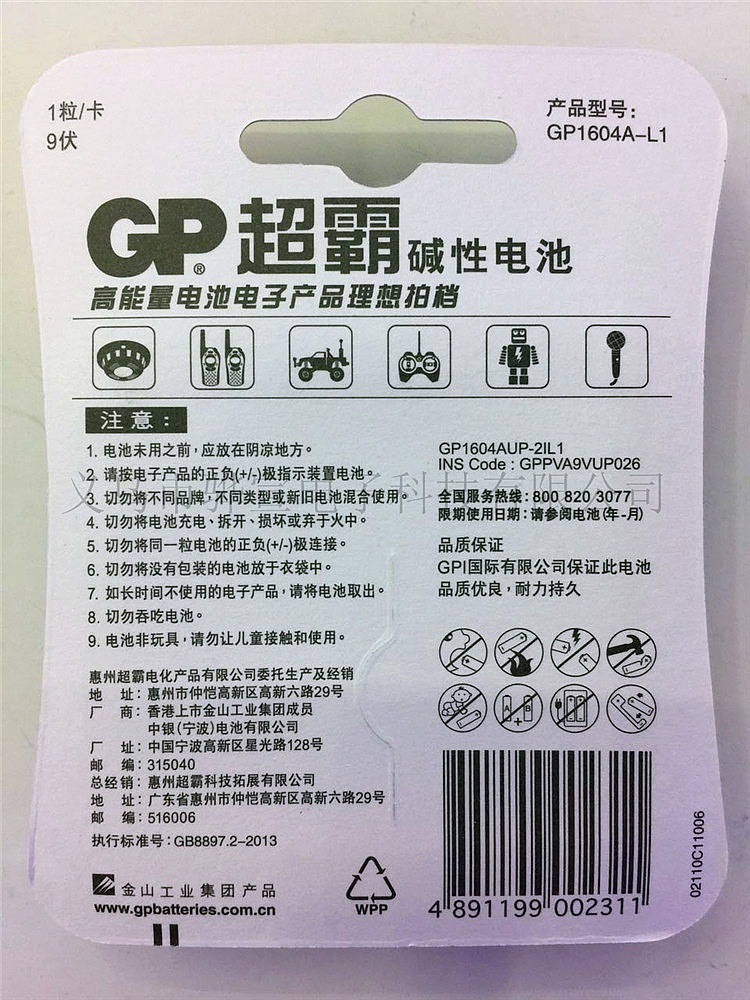 1粒/卡
9伏
产品型号：
GP1604A-L1
GP® 超霸 碱性电池
高能量电池电子产品理想拍档
注意：
1. 电池未用之前，应放在阴凉地方。
2. 请按电子产品的正负(+/-)极指示装置电池。
3. 切勿将不同品牌，不同类型或新旧电池混合使用。
4. 切勿将电池充电、拆开、损坏或弃于火中。
5. 切勿将同一粒电池的正负(+/-)极连接。
6. 切勿将没有包装的电池放于衣袋中。
7. 如长时间不使用的电子产品，请将电池取出。
8. 切勿吞吃电池。
9. 电池非玩具，请勿让儿童接触和使用。
GP1604AUP-2IL1
INS Code : GPPVA9VUP026
全国服务热线: 800 820 3077
限期使用日期: 请参阅电池(年-月)
品质保证
GPI国际有限公司保证此电池
品质优良，耐力持久
惠州超霸电化产品有限公司委托生产及经销
地 址: 惠州市仲恺高新区高新六路29号
厂 商: 香港上市金山工业集团成员
中银(宁波)电池有限公司
厂 址: 中国宁波高新区星光路128号
邮 编: 315040
总经销: 惠州超霸科技拓展有限公司
地 址: 广东省惠州市仲恺高新区高新六路29号
邮 编: 516006
执行标准号: GB8897.2-2013
金山工业集团产品
www.gpbatteries.com.cn
WPP
4 891199 002311
02110C11006